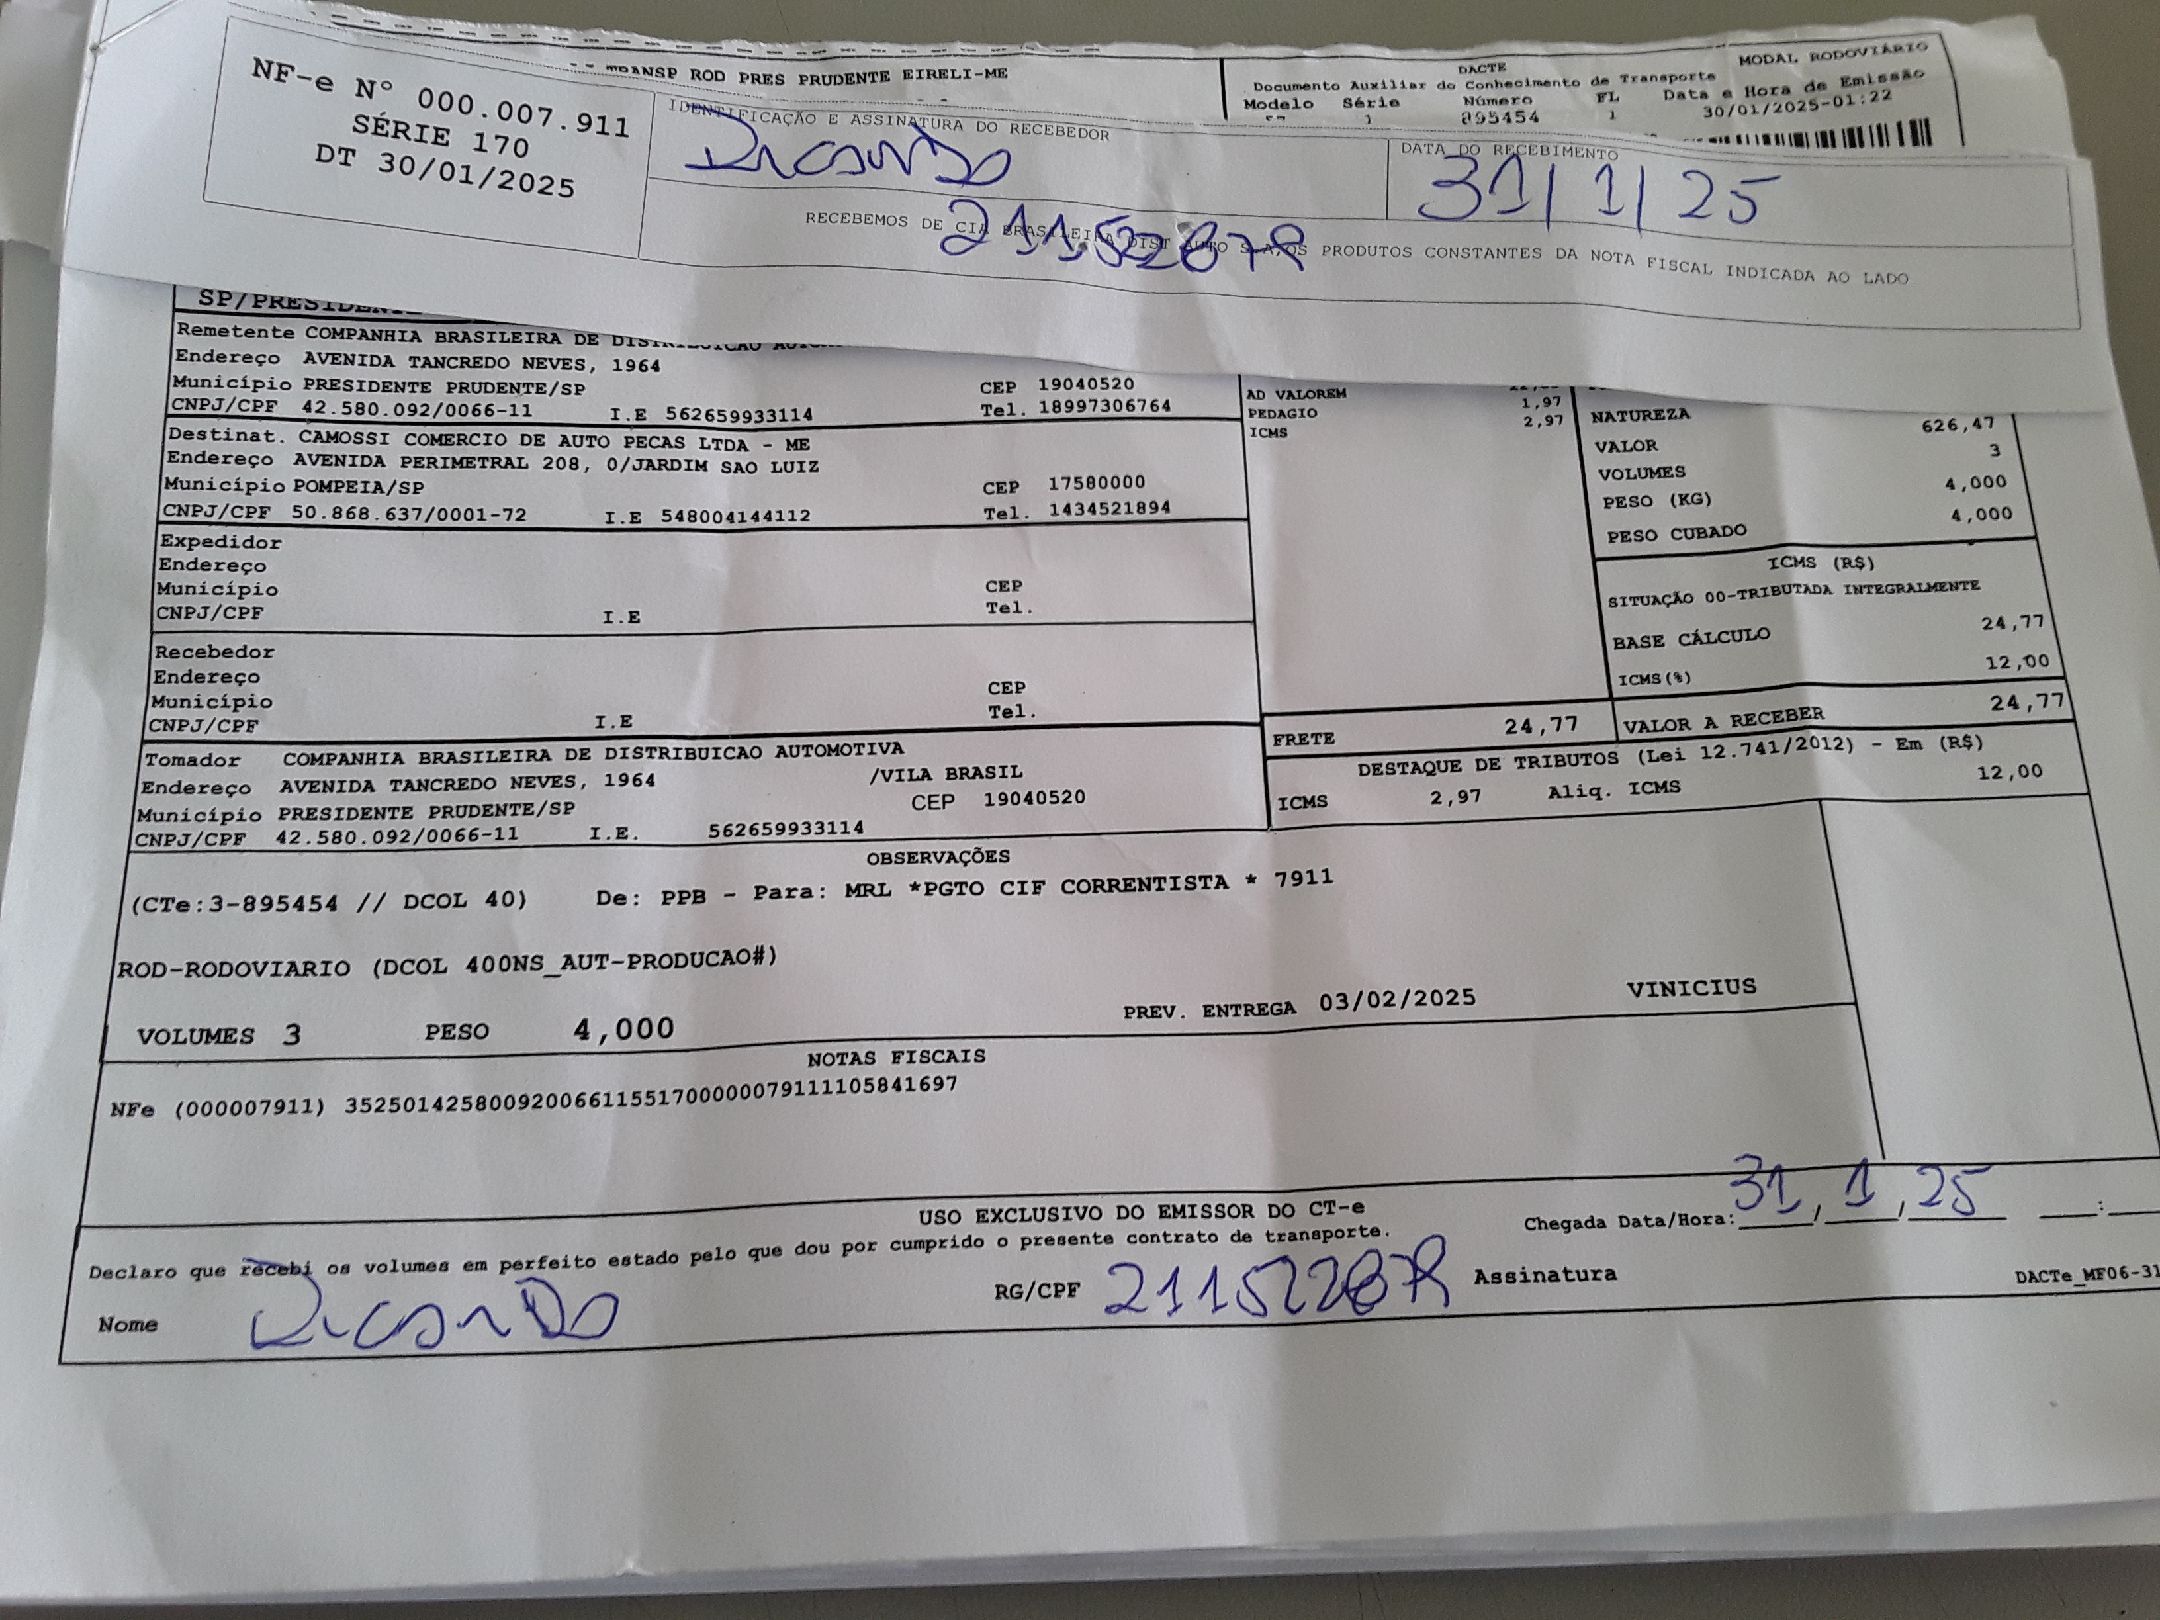 TRANSP ROD PRES PRUDENTE EIRELI-ME
DACTE
MODAL RODOVIÁRIO
Documento Auxiliar do Conhecimento de Transporte
Modelo Série Número FL Data e Hora de Emissão
1 895454 1 30/01/2025-01:22
NF-e N° 000.007.911
SÉRIE 170
DT 30/01/2025
IDENTIFICAÇÃO E ASSINATURA DO RECEBEDOR
Ricardo
DATA DO RECEBIMENTO
31/1/25
RECEBEMOS DE CIA BRASILEIRA DIST AUTO S.A, OS PRODUTOS CONSTANTES DA NOTA FISCAL INDICADA AO LADO
SP/PRESIDENTE
Remetente COMPANHIA BRASILEIRA DE DISTRIBUICAO
Endereço AVENIDA TANCREDO NEVES, 1964
Município PRESIDENTE PRUDENTE/SP CEP 19040520
CNPJ/CPF 42.580.092/0066-11 I.E 562659933114 Tel. 18997306764
Destinat. CAMOSSI COMERCIO DE AUTO PECAS LTDA - ME
Endereço AVENIDA PERIMETRAL 208, 0/JARDIM SAO LUIZ
Município POMPEIA/SP CEP 17580000
CNPJ/CPF 50.868.637/0001-72 I.E 548004144112 Tel. 1434521894
Expedidor
Endereço
Município CEP
CNPJ/CPF I.E Tel.
Recebedor
Endereço
Município CEP
CNPJ/CPF I.E Tel.
Tomador COMPANHIA BRASILEIRA DE DISTRIBUICAO AUTOMOTIVA
Endereço AVENIDA TANCREDO NEVES, 1964 /VILA BRASIL
Município PRESIDENTE PRUDENTE/SP CEP 19040520
CNPJ/CPF 42.580.092/0066-11 I.E. 562659933114
AD VALOREM 1,97
PEDAGIO 2,97
ICMS
NATUREZA
VALOR 626,47
VOLUMES 3
PESO (KG) 4,000
PESO CUBADO 4,000
ICMS (R$)
SITUAÇÃO 00-TRIBUTADA INTEGRALMENTE
BASE CÁLCULO 24,77
ICMS(%) 12,00
FRETE 24,77 VALOR A RECEBER 24,77
DESTAQUE DE TRIBUTOS (Lei 12.741/2012) - Em (R$)
ICMS 2,97 Aliq. ICMS 12,00
OBSERVAÇÕES
(CTe:3-895454 // DCOL 40) De: PPB - Para: MRL *PGTO CIF CORRENTISTA * 7911
ROD-RODOVIARIO (DCOL 400NS_AUT-PRODUCAO#)
VOLUMES 3 PESO 4,000 PREV. ENTREGA 03/02/2025 VINICIUS
NOTAS FISCAIS
NFe (000007911) 35250142580092006611551700000079111105841697
USO EXCLUSIVO DO EMISSOR DO CT-e
Chegada Data/Hora: 31/1/25 :
Declaro que recebi os volumes em perfeito estado pelo que dou por cumprido o presente contrato de transporte.
Nome Ricardo RG/CPF Assinatura
DACTe_MF06-31